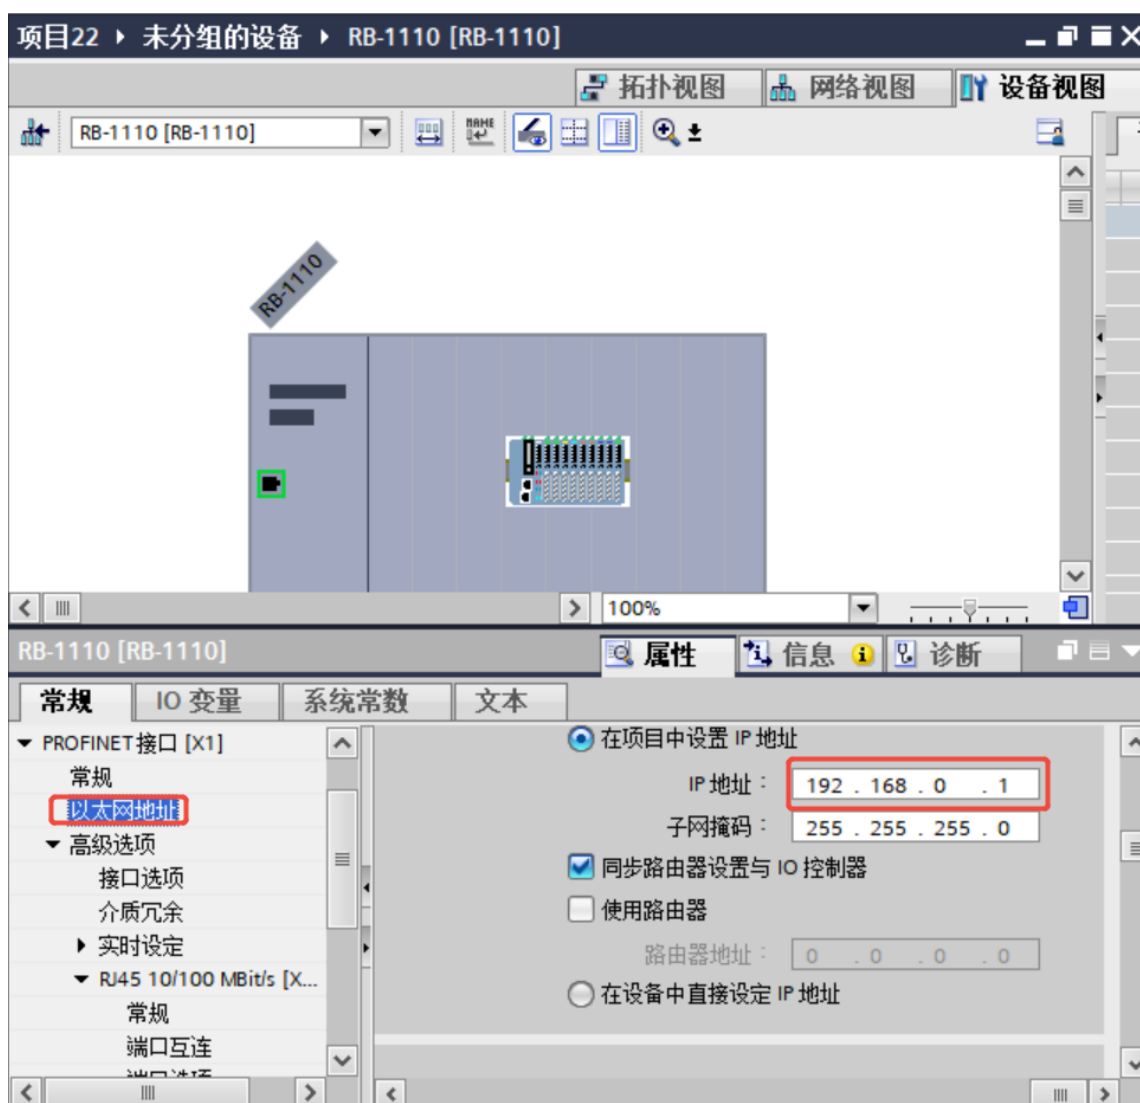 项目22 ▸ 未分组的设备 ▸ RB-1110 [RB-1110]
拓扑视图 网络视图 设备视图
RB-1110 [RB-1110]
RB-1110
100%
RB-1110 [RB-1110] 属性 信息 诊断
常规 IO 变量 系统常数 文本
PROFINET接口 [X1]
常规
以太网地址
高级选项
接口选项
介质冗余
实时设定
RJ45 10/100 MBit/s [X...
常规
端口互连
在项目中设置 IP 地址
IP 地址： 192 . 168 . 0 . 1
子网掩码： 255 . 255 . 255 . 0
同步路由器设置与 IO 控制器
使用路由器
路由器地址： 0 . 0 . 0 . 0
在设备中直接设定 IP 地址